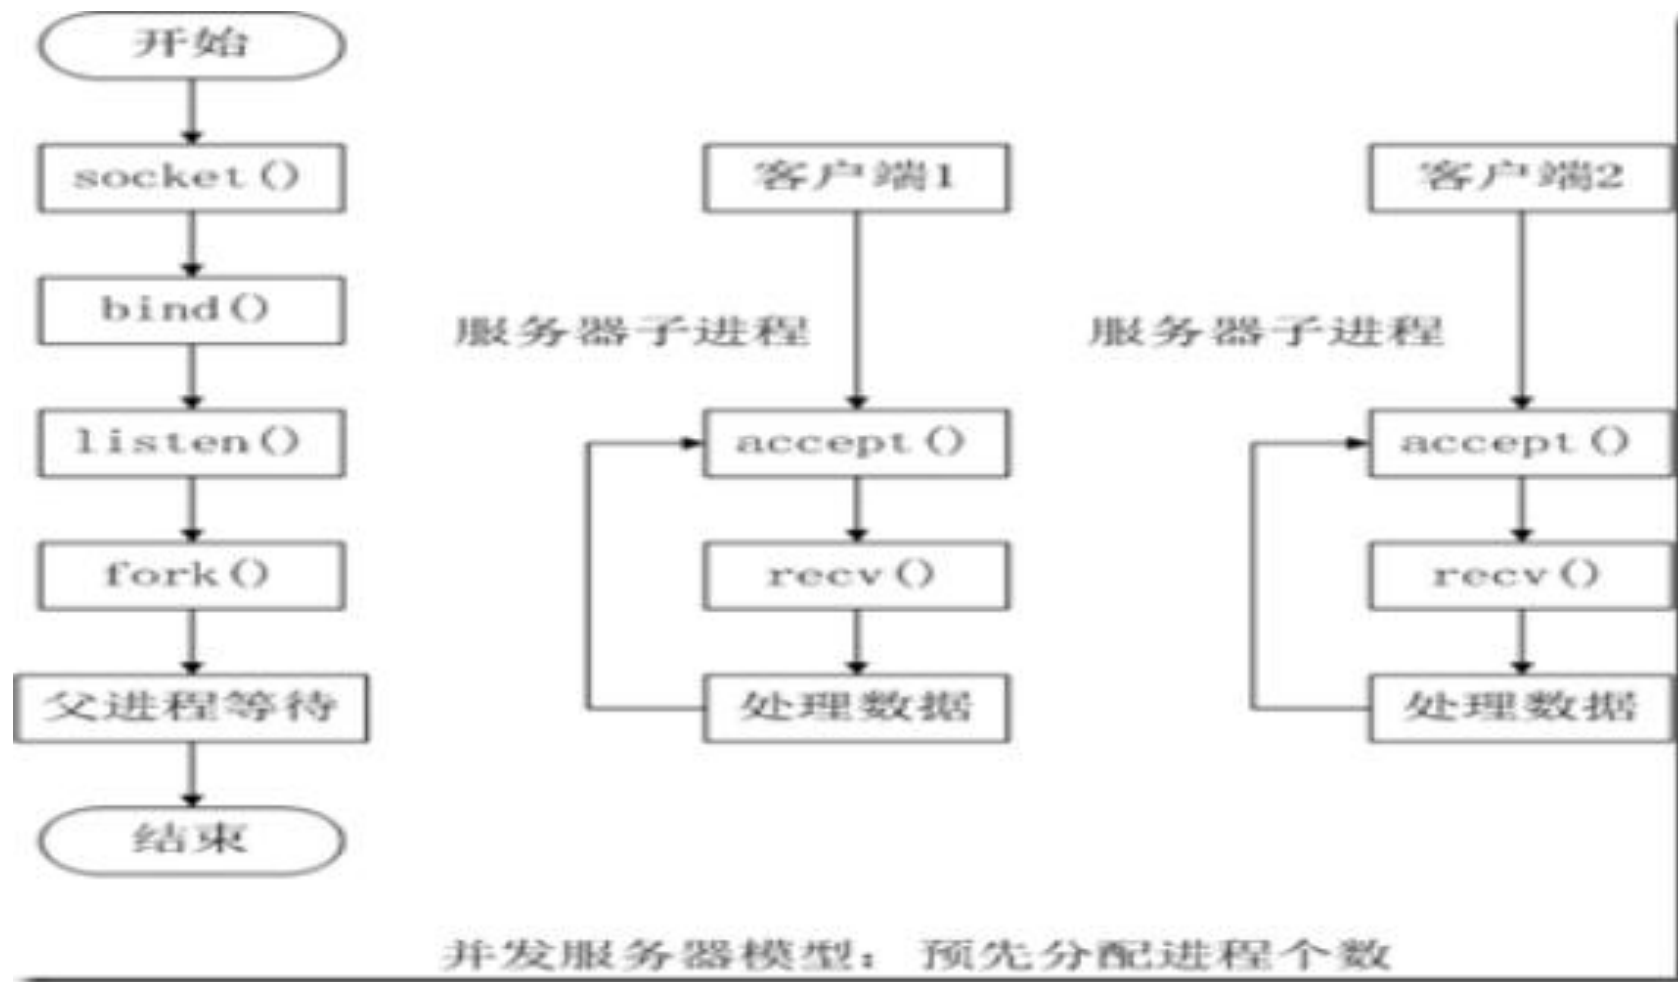 开始
socket()
bind()
listen()
fork()
父进程等待
结束
客户端1
服务器子进程
accept()
recv()
处理数据
客户端2
服务器子进程
accept()
recv()
处理数据
并发服务器模型：预先分配进程个数